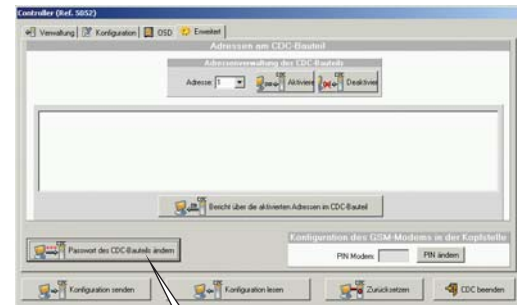 Controller (Ref. 5052)
Verwaltung Konfiguration OSD Erweitert
Adressen am CDC-Bauteil
Adressenverwaltung des CDC-Bauteils
Adresse 1 Aktiviere Deaktivier
Bericht über die aktivierten Adressen im CDC-Bauteil
Passwort des CDC-Bauteils ändern
Konfiguration des GSM-Modems in der Kopfstelle
PIN Modem PIN ändern
Konfiguration senden Konfiguration lesen Zurücksetzen CDC beenden